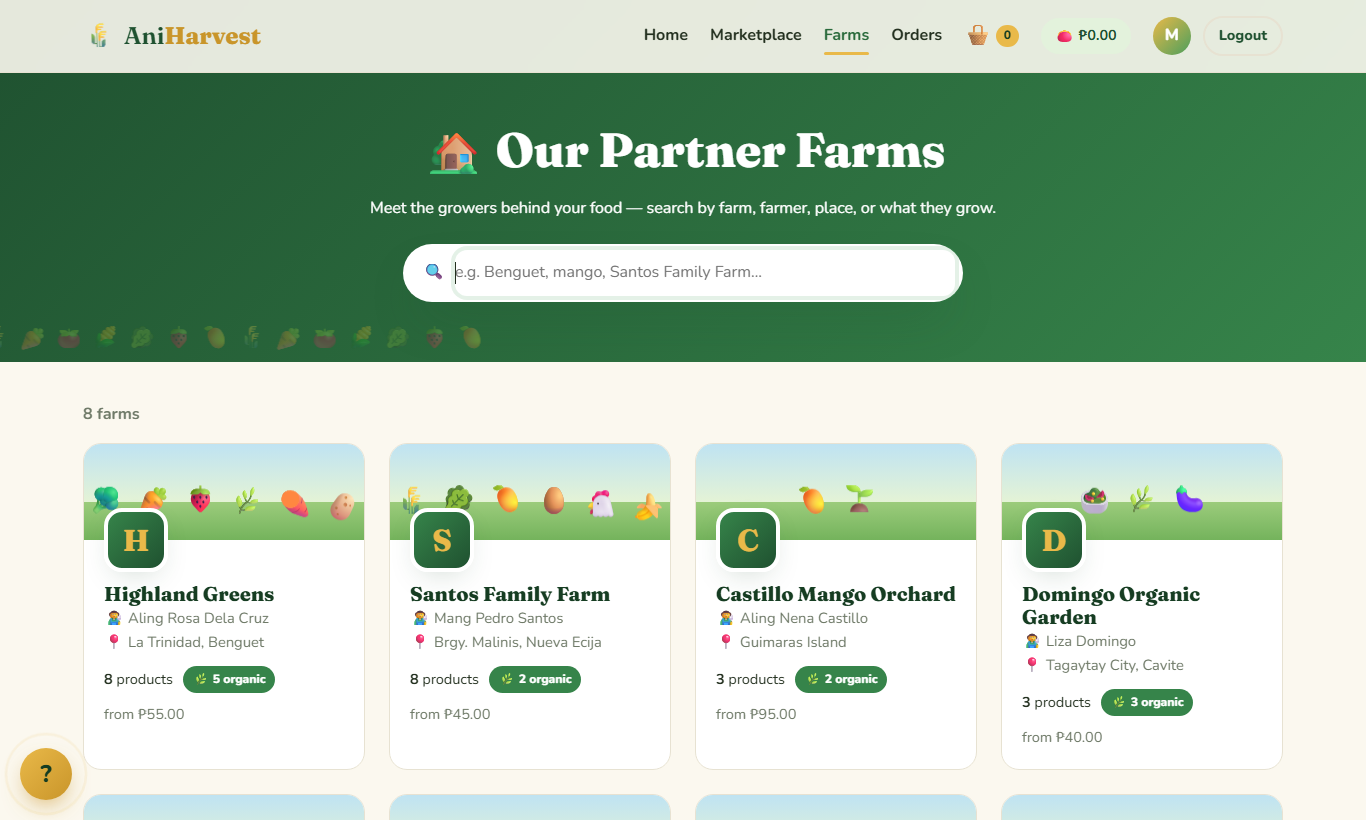 AniHarvest
Home Marketplace Farms Orders 0 ₱0.00 M Logout
Our Partner Farms
Meet the growers behind your food — search by farm, farmer, place, or what they grow.
e.g. Benguet, mango, Santos Family Farm...
8 farms
H
Highland Greens
Aling Rosa Dela Cruz
La Trinidad, Benguet
8 products 5 organic
from ₱55.00
S
Santos Family Farm
Mang Pedro Santos
Brgy. Malinis, Nueva Ecija
8 products 2 organic
from ₱45.00
C
Castillo Mango Orchard
Aling Nena Castillo
Guimaras Island
3 products 2 organic
from ₱95.00
D
Domingo Organic
Garden
Liza Domingo
Tagaytay City, Cavite
3 products 3 organic
from ₱40.00
?